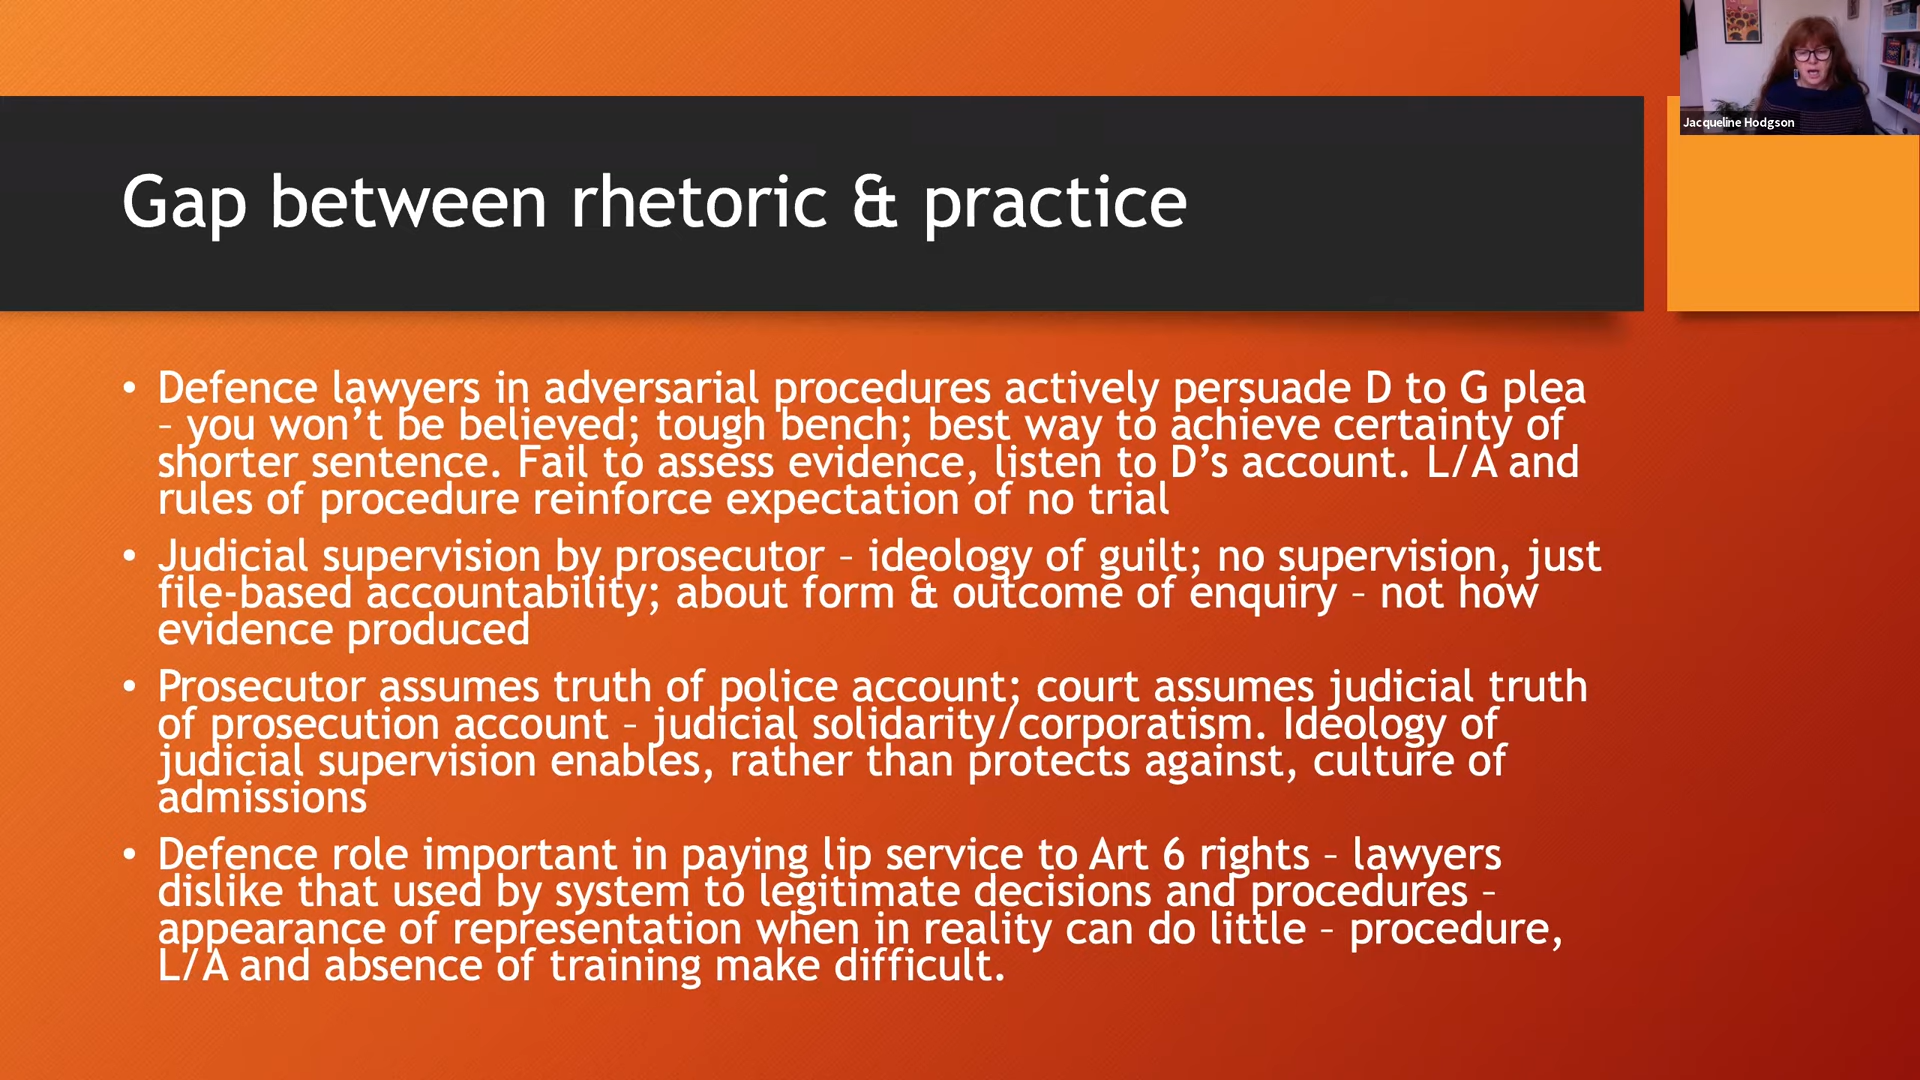 Jacqueline Hodgson
Gap between rhetoric & practice
• Defence lawyers in adversarial procedures actively persuade D to G plea
– you won’t be believed; tough bench; best way to achieve certainty of
shorter sentence. Fail to assess evidence, listen to D’s account. L/A and
rules of procedure reinforce expectation of no trial
• Judicial supervision by prosecutor – ideology of guilt; no supervision, just
file-based accountability; about form & outcome of enquiry – not how
evidence produced
• Prosecutor assumes truth of police account; court assumes judicial truth
of prosecution account – judicial solidarity/corporatism. Ideology of
judicial supervision enables, rather than protects against, culture of
admissions
• Defence role important in paying lip service to Art 6 rights – lawyers
dislike that used by system to legitimate decisions and procedures –
appearance of representation when in reality can do little – procedure,
L/A and absence of training make difficult.